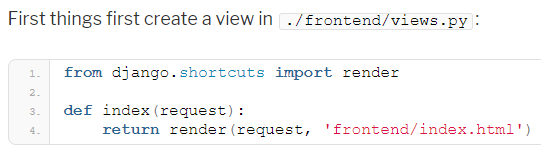 First things first create a view in ./frontend/views.py:
1. from django.shortcuts import render
2.
3. def index(request):
4.     return render(request, 'frontend/index.html')